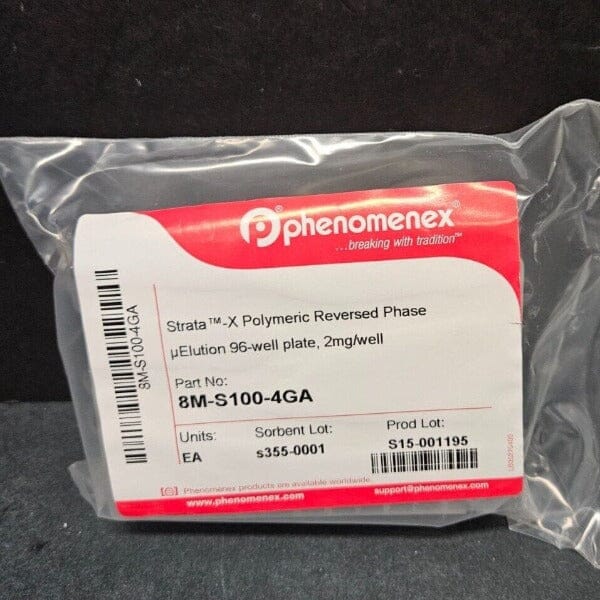 phenomenex®
...breaking with tradition™
8M-S100-4GA
Strata™-X Polymeric Reversed Phase
µElution 96-well plate, 2mg/well
Part No:
8M-S100-4GA
Units: Sorbent Lot: Prod Lot:
EA s355-0001 S15-001195
Phenomenex products are available worldwide.
www.phenomenex.com support@phenomenex.com